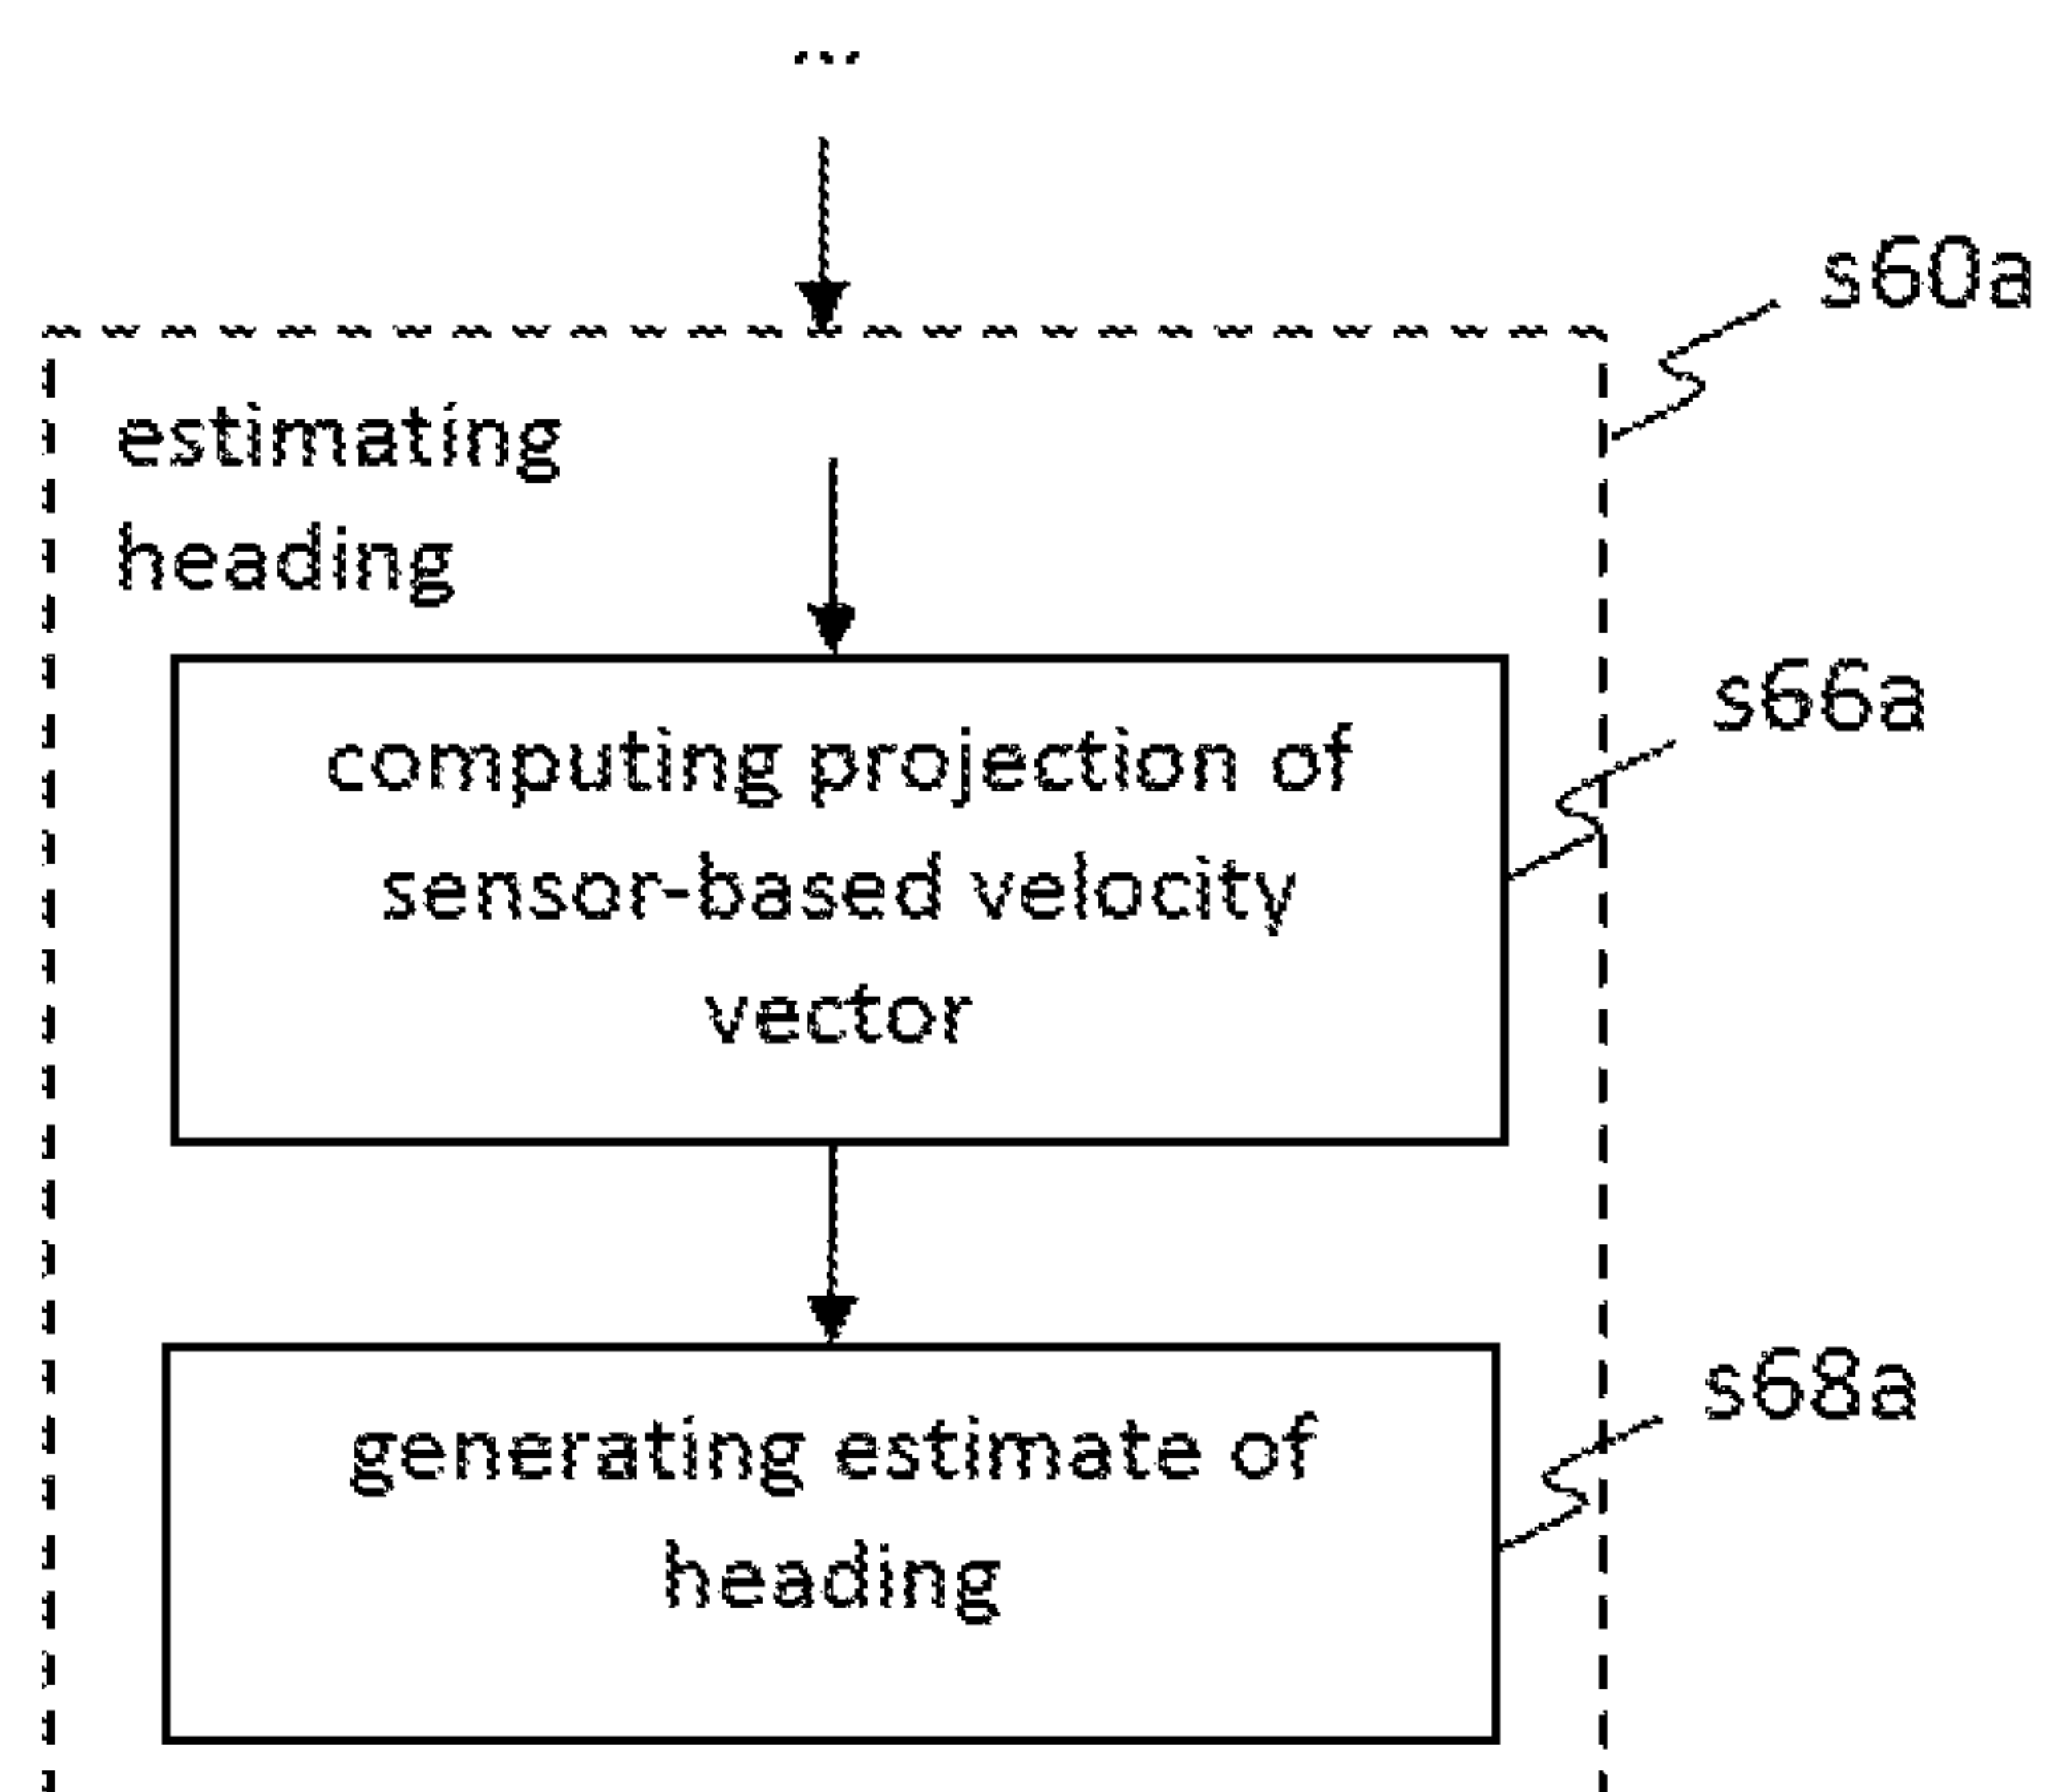 ...
s60a
estimating
heading
s66a
computing projection of
sensor-based velocity
vector
s68a
generating estimate of
heading